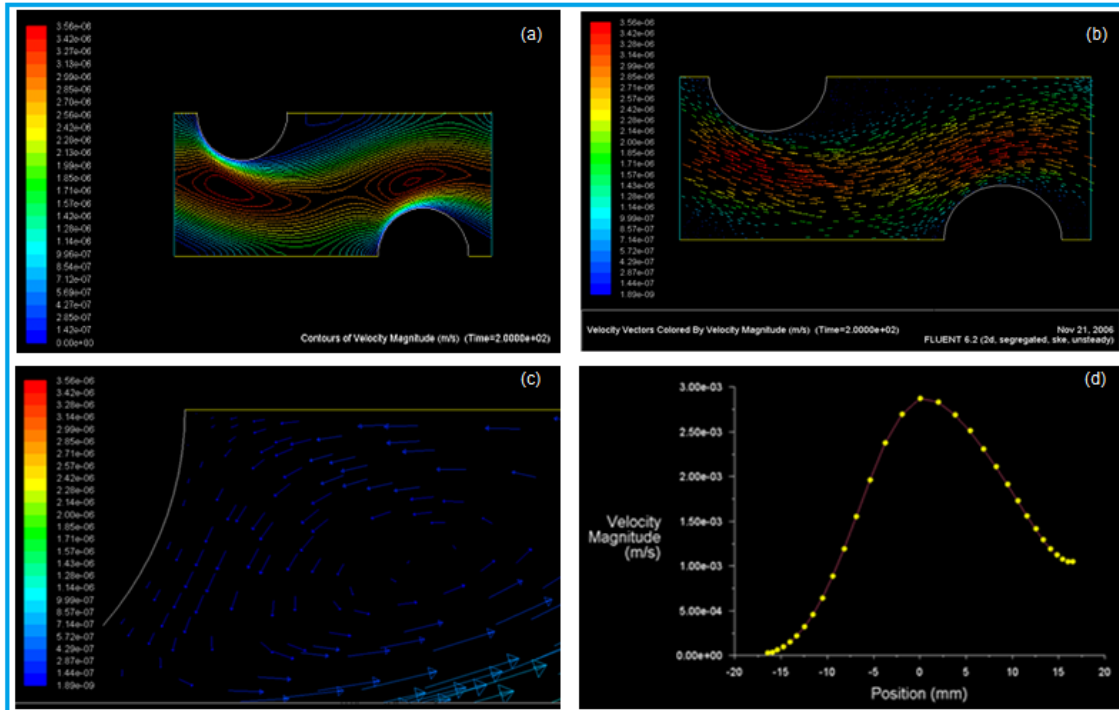 (a)
3.56e-06
3.42e-06
3.27e-06
3.13e-06
2.99e-06
2.85e-06
2.70e-06
2.56e-06
2.42e-06
2.28e-06
2.13e-06
1.99e-06
1.85e-06
1.71e-06
1.57e-06
1.42e-06
1.28e-06
1.14e-06
9.96e-07
8.54e-07
7.12e-07
5.69e-07
4.27e-07
2.85e-07
1.42e-07
0.00e+00
Contours of Velocity Magnitude (m/s) (Time=2.0000e+02)
(b)
3.56e-06
3.42e-06
3.28e-06
3.14e-06
2.99e-06
2.85e-06
2.71e-06
2.57e-06
2.42e-06
2.28e-06
2.14e-06
2.00e-06
1.85e-06
1.71e-06
1.57e-06
1.43e-06
1.28e-06
1.14e-06
9.99e-07
8.57e-07
7.14e-07
5.72e-07
4.29e-07
2.87e-07
1.44e-07
1.89e-09
Velocity Vectors Colored By Velocity Magnitude (m/s) (Time=2.0000e+02)
Nov 21, 2006
FLUENT 6.2 (2d, segregated, ske, unsteady)
(c)
3.56e-06
3.42e-06
3.28e-06
3.14e-06
2.99e-06
2.85e-06
2.71e-06
2.57e-06
2.42e-06
2.28e-06
2.14e-06
2.00e-06
1.85e-06
1.71e-06
1.57e-06
1.43e-06
1.28e-06
1.14e-06
9.99e-07
8.57e-07
7.14e-07
5.72e-07
4.29e-07
2.87e-07
1.44e-07
1.89e-09
(d)
3.00e-03
2.50e-03
2.00e-03
1.50e-03
1.00e-03
5.00e-04
0.00e+00
Velocity
Magnitude
(m/s)
-20
-15
-10
-5
0
5
10
15
20
Position (mm)